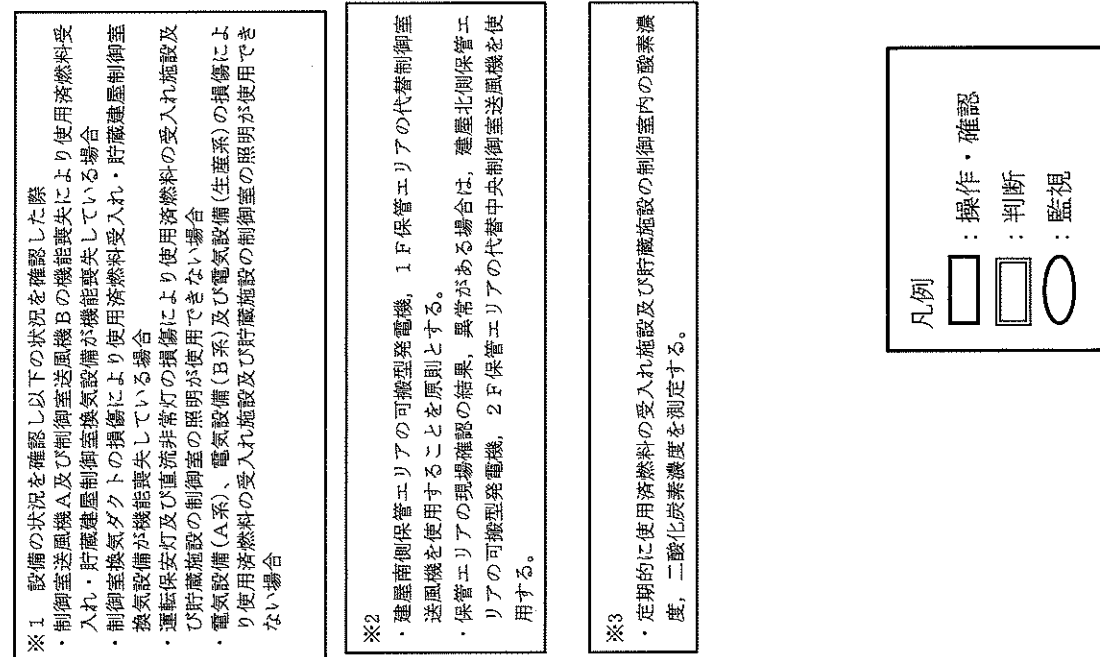 ※１　設備の状況を確認し以下の状況を確認した際
・制御室送風機Ａ及び制御室送風機Ｂの機能喪失により使用済燃料受
入れ・貯蔵建屋制御室換気設備が機能喪失している場合
・制御室換気ダクトの損傷により使用済燃料受入れ・貯蔵建屋制御室
換気設備が機能喪失している場合
・運転保安灯及び直流非常灯の損傷により使用済燃料の受入れ施設及
び貯蔵施設の制御室の照明が使用できない場合
・電気設備(Ａ系)、電気設備(Ｂ系)及び電気設備(生産系)の損傷によ
り使用済燃料の受入れ施設及び貯蔵施設の制御室の照明が使用でき
ない場合
※2
・建屋南側保管エリアの可搬型発電機，１Ｆ保管エリアの代替制御室
送風機を使用することを原則とする。
・保管エリアの現場確認の結果，異常がある場合は，建屋北側保管エ
リアの可搬型発電機，２Ｆ保管エリアの代替中央制御室送風機を使
用する。
※3
・定期的に使用済燃料の受入れ施設及び貯蔵施設の制御室内の酸素濃
度，二酸化炭素濃度を測定する。
凡例
：操作・確認
：判断
：監視